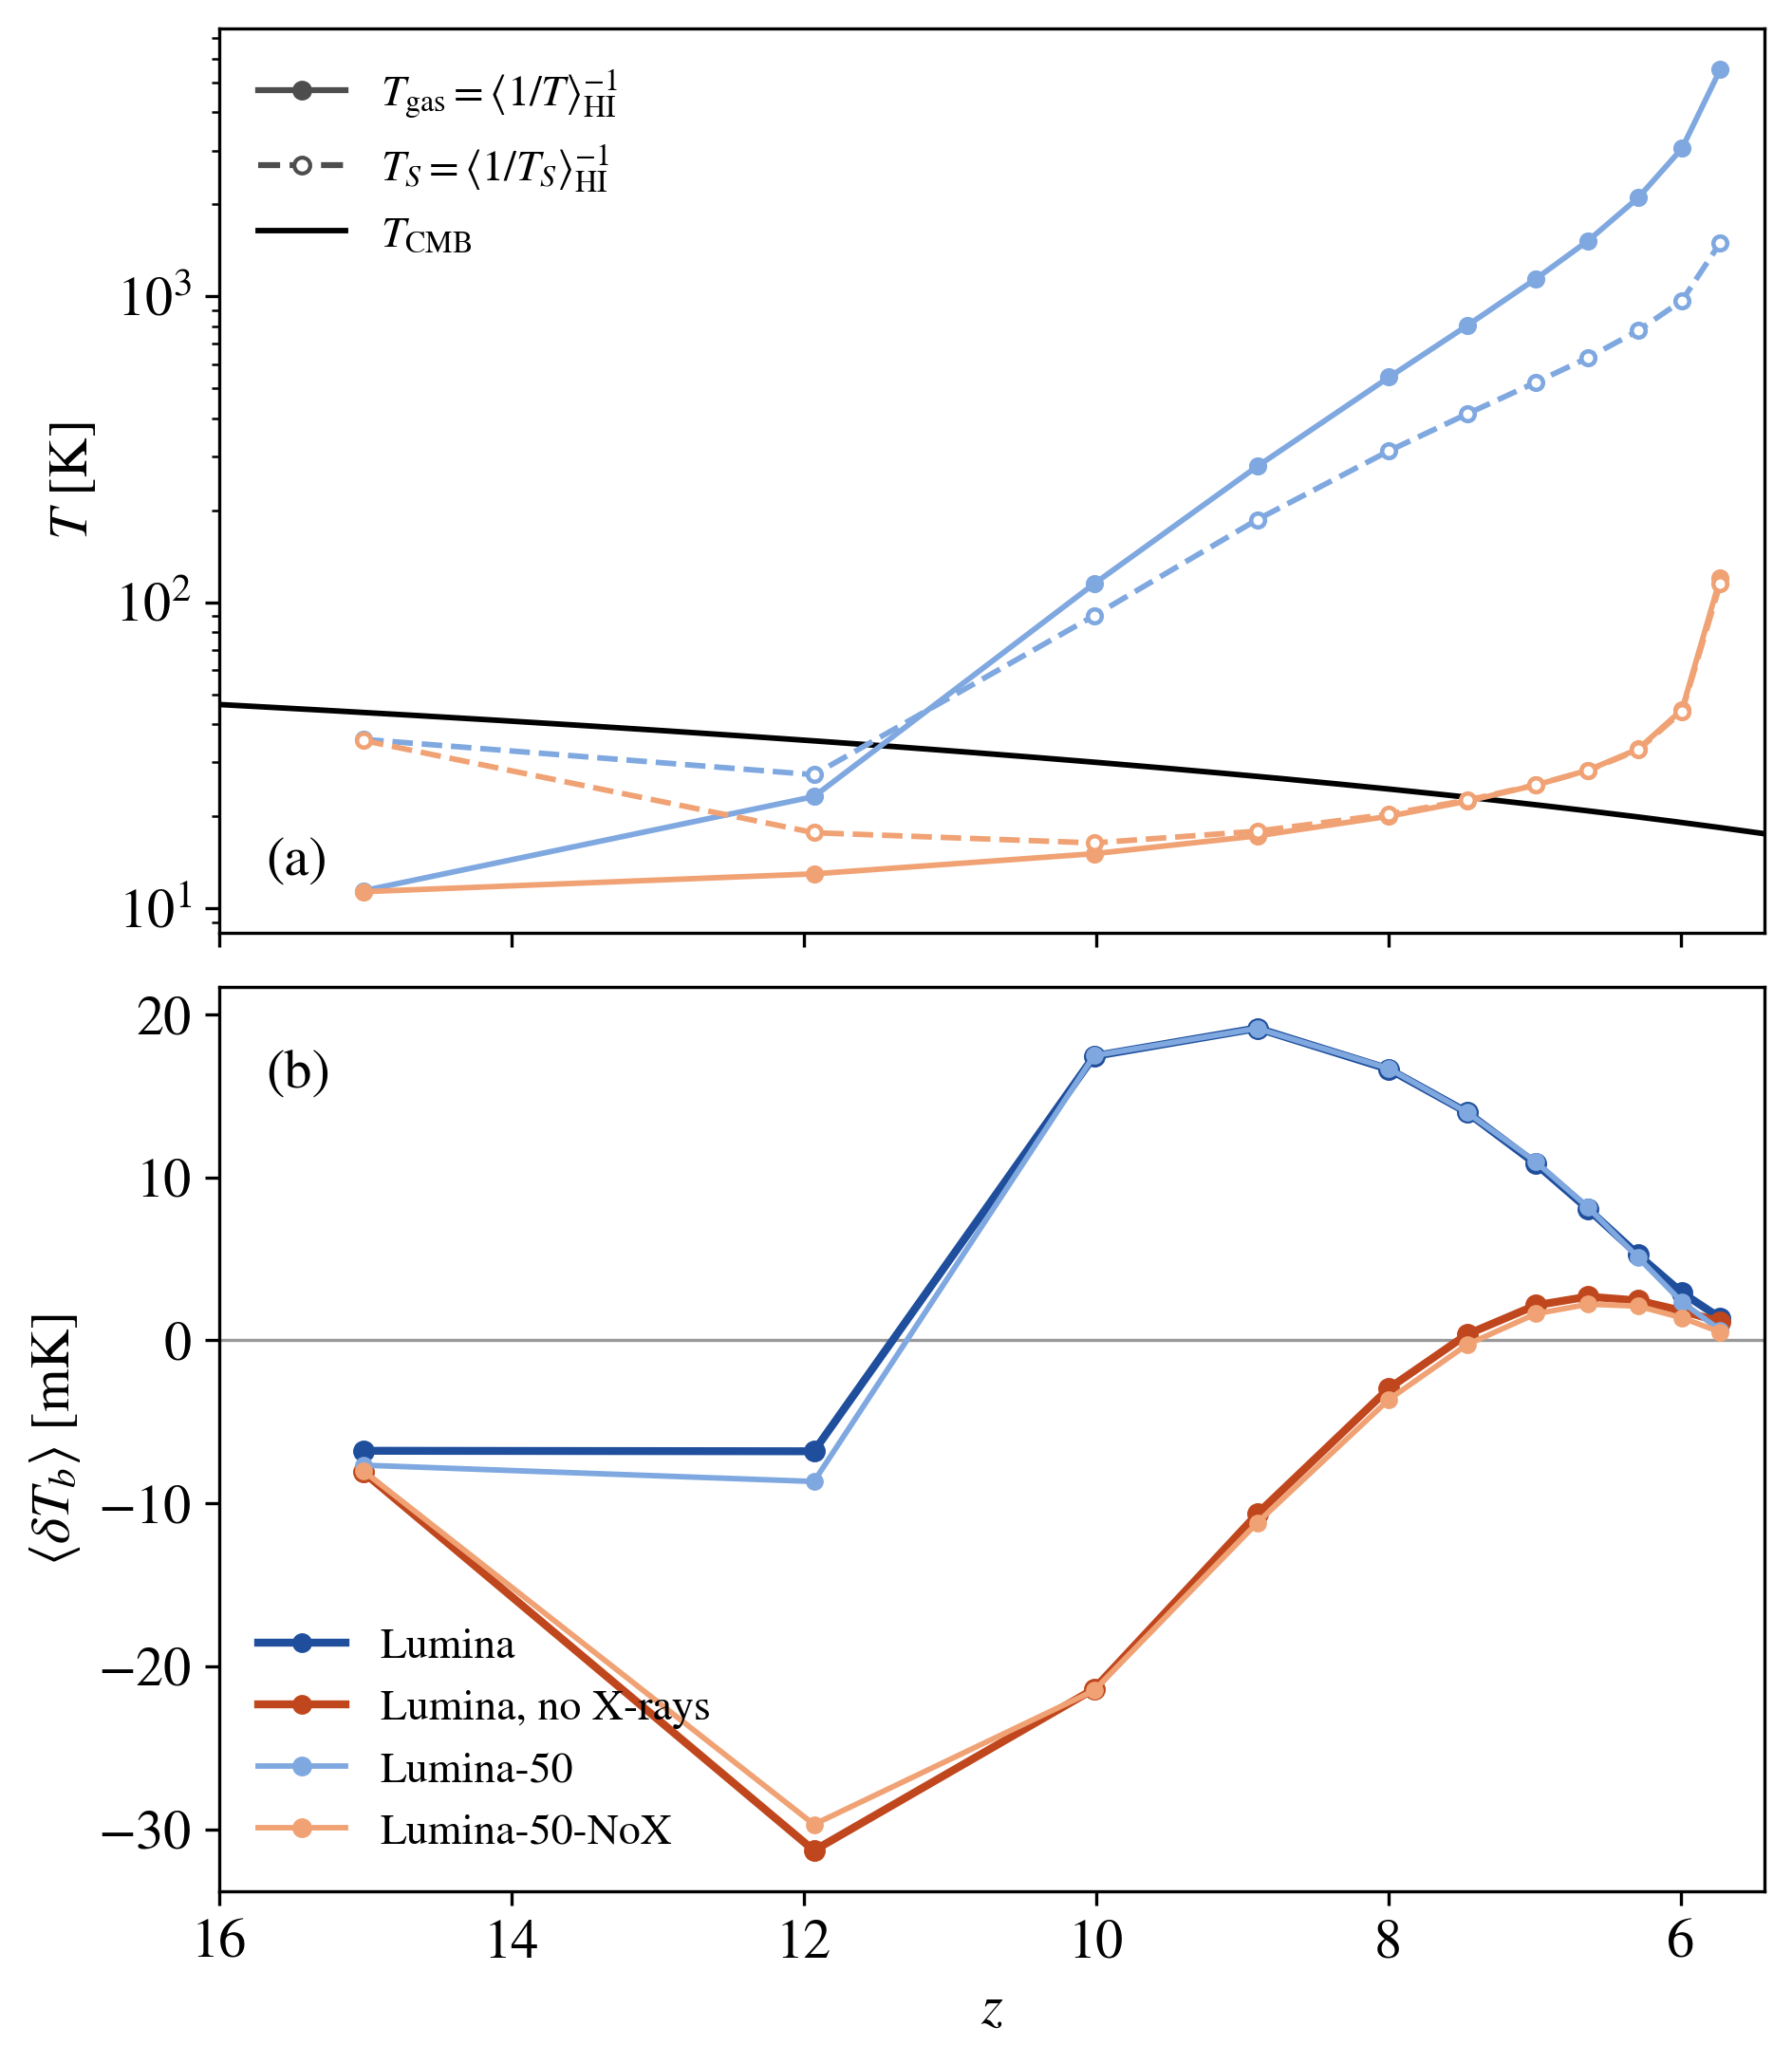 T_gas = ⟨1/T⟩_HI^−1
T_S = ⟨1/T_S⟩_HI^−1
T_CMB
10^3
10^2
10^1
T [K]
(a)
20
10
0
−10
−20
−30
⟨δT_b⟩ [mK]
(b)
Lumina
Lumina, no X-rays
Lumina-50
Lumina-50-NoX
16 14 12 10 8 6
z